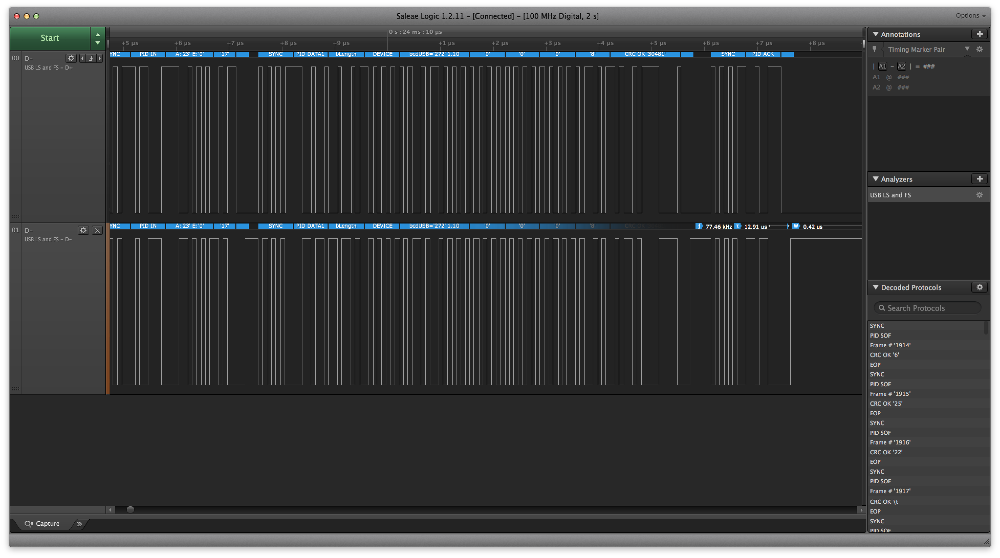 Saleae Logic 1.2.11 – [Connected] – [100 MHz Digital, 2 s]
Options
Start
0 s : 24 ms : 10 µs
+5 µs +6 µs +7 µs +8 µs +9 µs +1 µs +2 µs +3 µs +4 µs +5 µs +6 µs +7 µs +8 µs
00 D-
USB LS and FS - D+
YNC PID IN A:'23' E:'0' '17' SYNC PID DATA1 bLength DEVICE bcdUSB='272' 1.10 '0' '0' '0' '8' CRC OK '30481' SYNC PID ACK
01 D-
USB LS and FS - D-
YNC PID IN A:'23' E:'0' '17' SYNC PID DATA1 bLength DEVICE bcdUSB='272' 1.10 '0' '0' '0' '8' CRC OK f 77.46 kHz T 12.91 µs W 0.42 µs
Capture
Annotations
Timing Marker Pair
| A1 - A2 | = ###
A1 @ ###
A2 @ ###
Analyzers
USB LS and FS
Decoded Protocols
Search Protocols
SYNC
PID SOF
Frame # '1914'
CRC OK '6'
EOP
SYNC
PID SOF
Frame # '1915'
CRC OK '25'
EOP
SYNC
PID SOF
Frame # '1916'
CRC OK '22'
EOP
SYNC
PID SOF
Frame # '1917'
CRC OK \t
EOP
SYNC
PID SOF